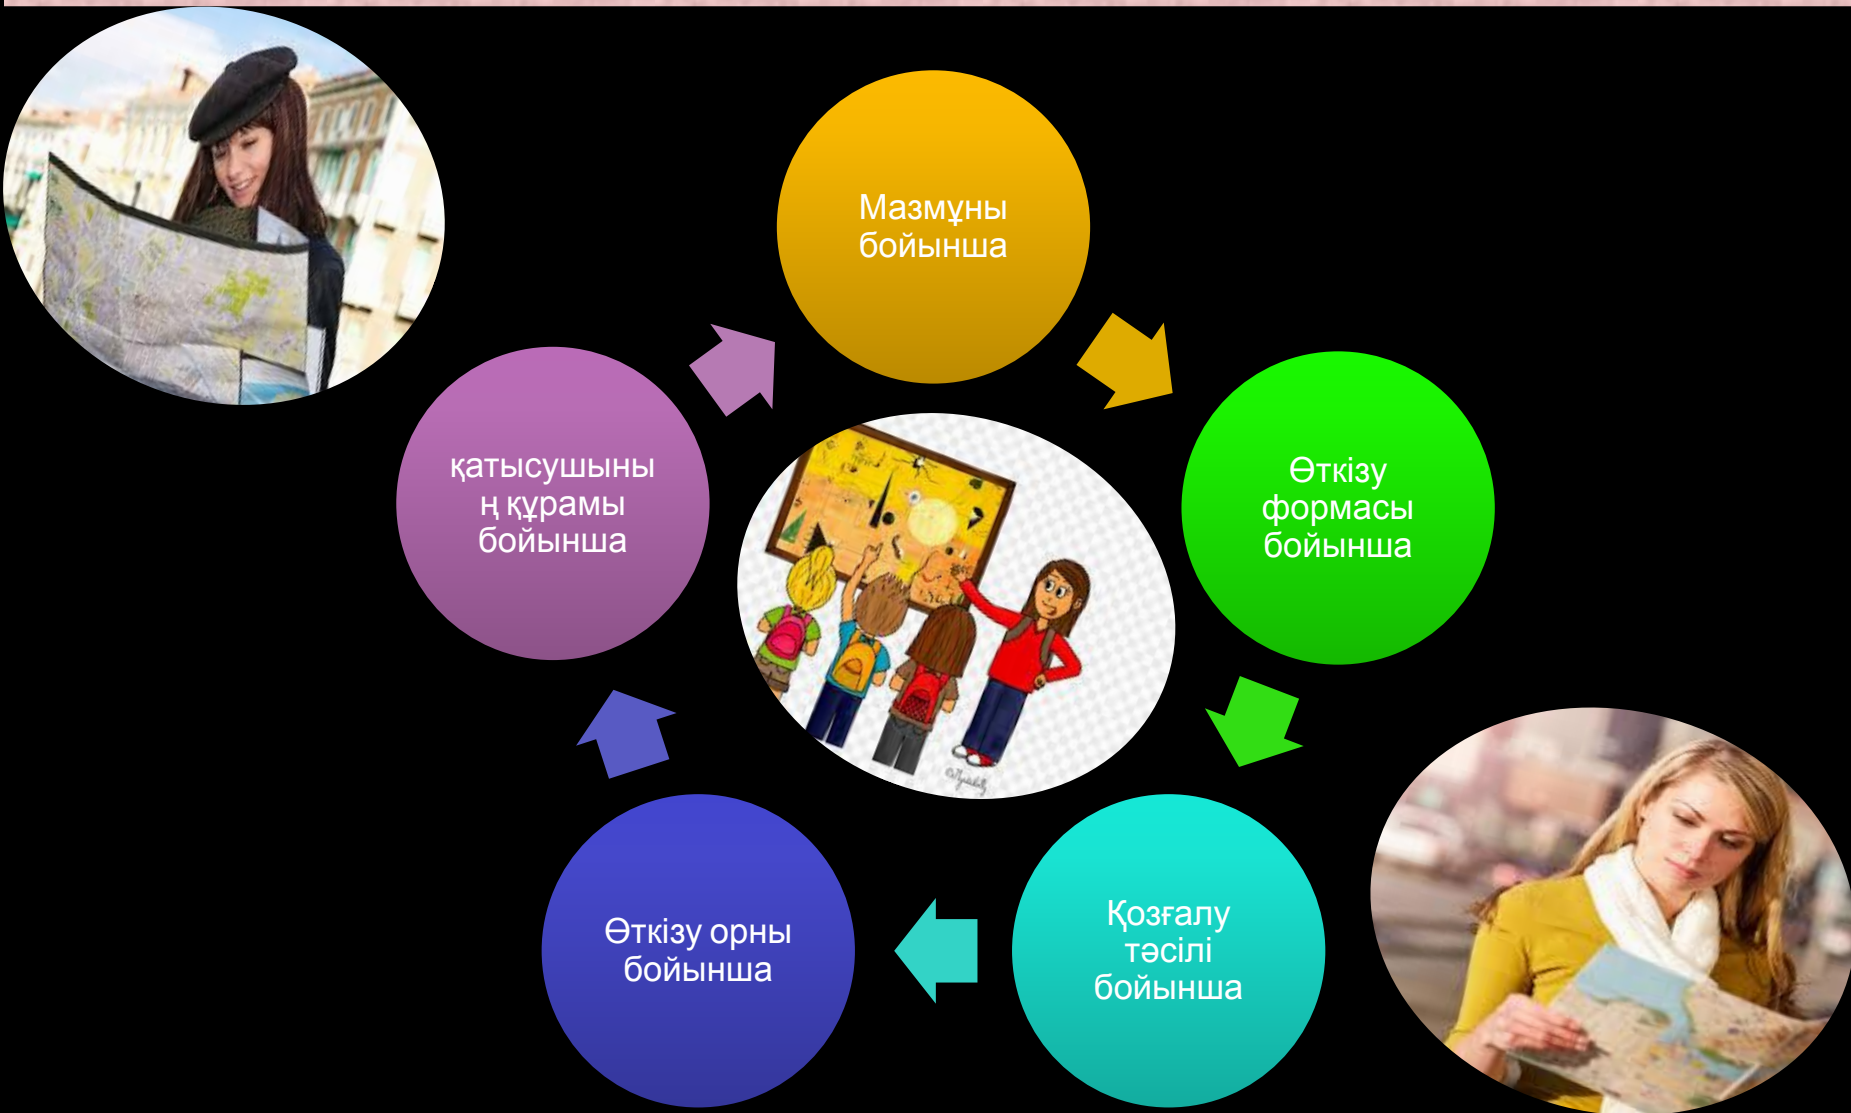 Мазмұны
бойынша
Өткізу
формасы
бойынша
Қозғалу
тәсілі
бойынша
Өткізу орны
бойынша
қатысушыны
ң құрамы
бойынша